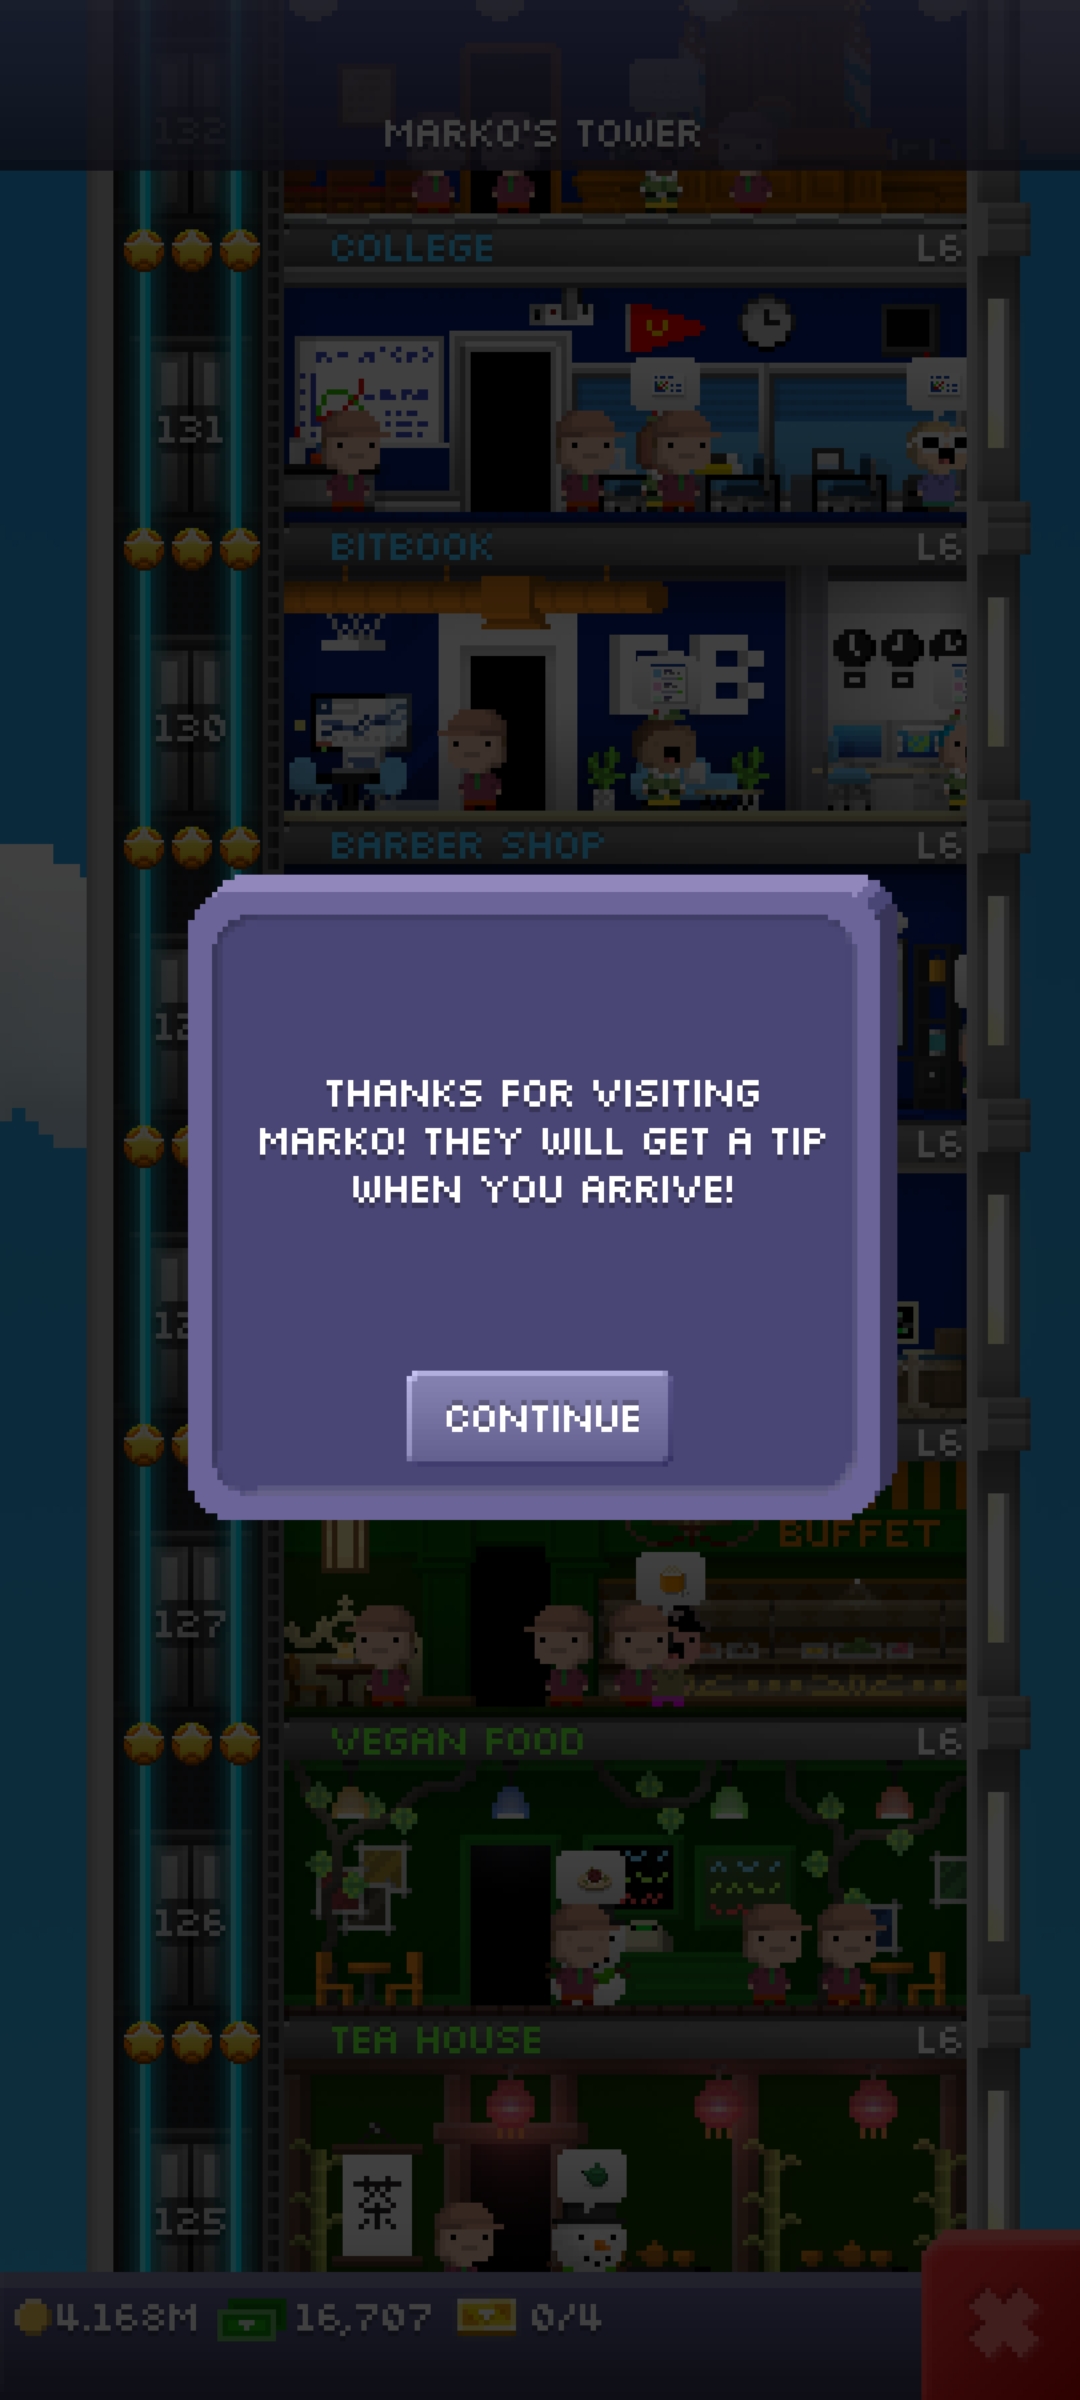 132
MARKO'S TOWER
COLLEGE L6
131
BITBOOK L6
130
BARBER SHOP L6
L6
THANKS FOR VISITING
MARKO! THEY WILL GET A TIP
WHEN YOU ARRIVE!
CONTINUE
L6
BUFFET
127
VEGAN FOOD L6
126
TEA HOUSE L6
茶
125
4.168M 16,707 0/4